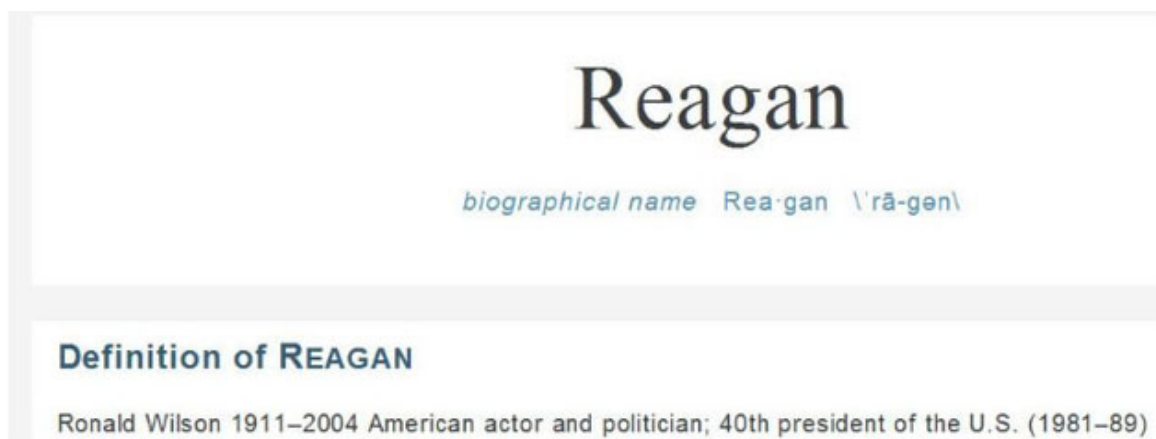 Reagan
biographical name Rea·gan \ˈrā-gən\
Definition of REAGAN
Ronald Wilson 1911–2004 American actor and politician; 40th president of the U.S. (1981–89)